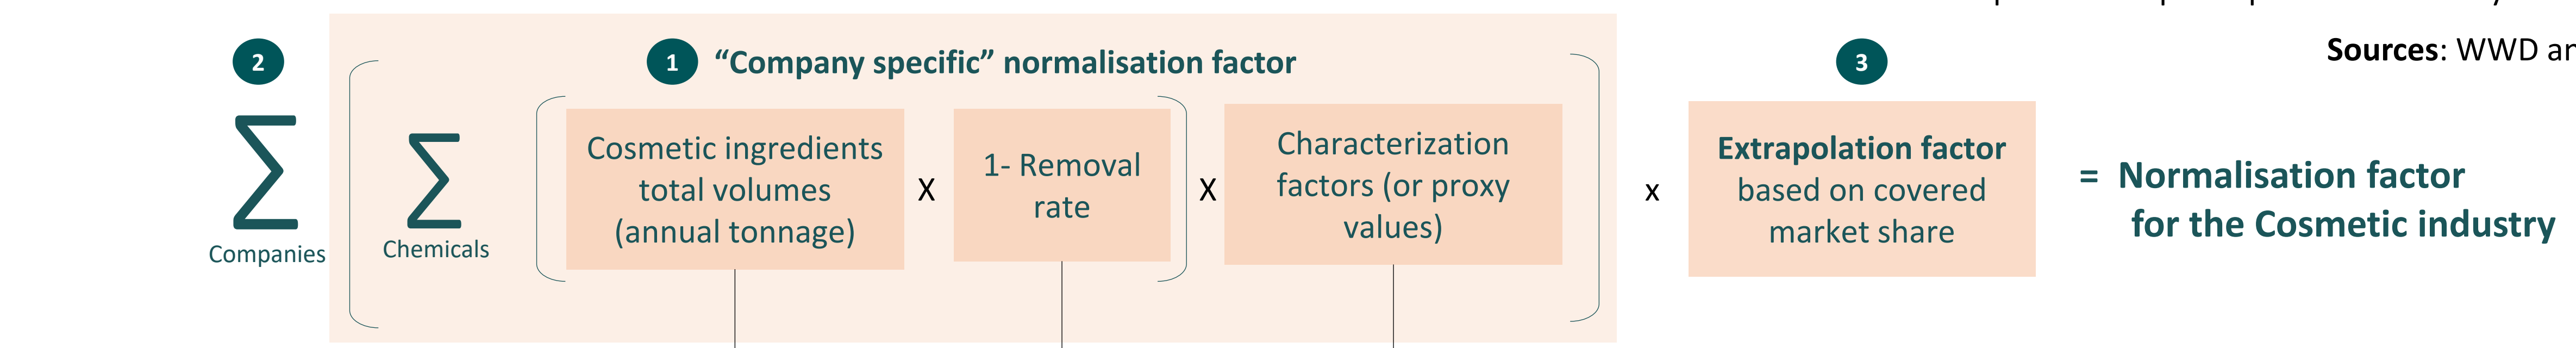 Sources: WWD
2
1 “Company specific” normalisation factor
3
∑
Companies
∑
Chemicals
Cosmetic ingredients
total volumes
(annual tonnage)
X
1- Removal
rate
X
Characterization
factors (or proxy
values)
x
Extrapolation factor
based on covered
market share
= Normalisation factor
for the Cosmetic industry